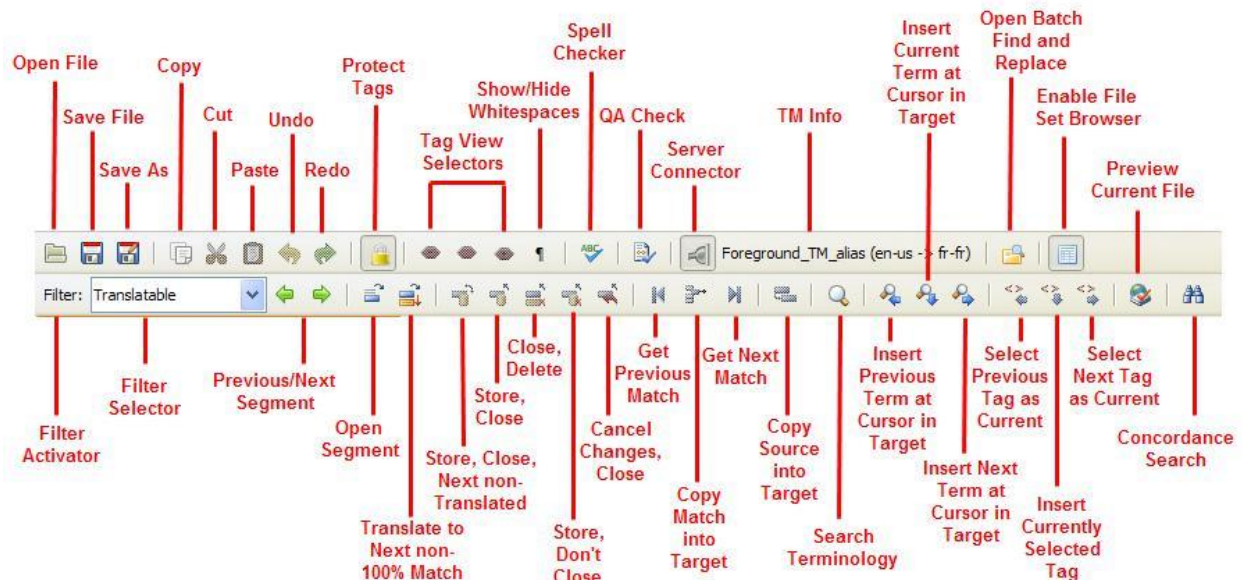 Open File
Save File
Save As
Copy
Cut
Paste
Undo
Redo
Protect
Tags
Tag View
Selectors
Show/Hide
Whitespaces
Spell
Checker
QA Check
Server
Connector
TM Info
Insert
Current
Term at
Cursor in
Target
Open Batch
Find and
Replace
Enable File
Set Browser
Preview
Current File
ABC
Foreground_TM_alias (en-us -> fr-fr)
Filter: Translatable
Filter
Activator
Filter
Selector
Previous/Next
Segment
Open
Segment
Translate to
Next non-
100% Match
Store, Close,
Next non-
Translated
Store,
Close
Close,
Delete
Store,
Don't
Close
Cancel
Changes,
Close
Get
Previous
Match
Copy
Match
into
Target
Get Next
Match
Copy
Source
into
Target
Search
Terminology
Insert
Previous
Term at
Cursor in
Target
Insert Next
Term at
Cursor in
Target
Select
Previous
Tag as
Current
Insert
Currently
Selected
Tag
Select
Next Tag
as Current
Concordance
Search